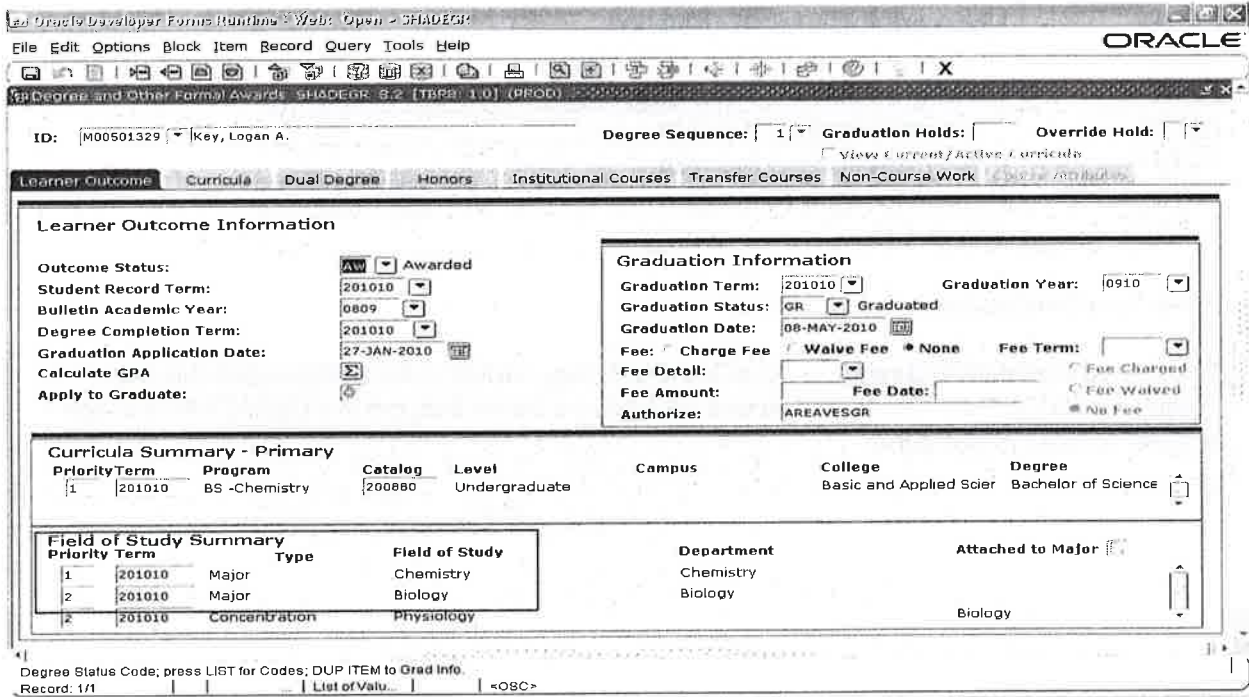 Oracle Developer Forms Runtime - Web: Open - SHADEGR
File Edit Options Block Item Record Query Tools Help
ORACLE
X
Degree and Other Formal Awards SHADEGR 8.2 [TBRB: 1.0] (PROD)
ID: M00501329 Key, Logan A. Degree Sequence: 1 Graduation Holds: Override Hold:
View Current/Active Curricula
Learner Outcome Curricula Dual Degree Honors Institutional Courses Transfer Courses Non-Course Work Course Attributes
Learner Outcome Information
Graduation Information
Outcome Status: AW Awarded
Student Record Term: 201010
Bulletin Academic Year: 0809
Degree Completion Term: 201010
Graduation Application Date: 27-JAN-2010
Calculate GPA Σ
Apply to Graduate:
Graduation Term: 201010 Graduation Year: 0910
Graduation Status: GR Graduated
Graduation Date: 08-MAY-2010
Fee: Charge Fee Waive Fee None Fee Term:
Fee Detail: Fee Charged
Fee Amount: Fee Date: Fee Waived
Authorize: AREAVESGR No Fee
Curricula Summary - Primary
Priority Term Program Catalog Level Campus College Degree
1 201010 BS -Chemistry 200880 Undergraduate Basic and Applied Scier Bachelor of Science
Field of Study Summary
Priority Term Type Field of Study Department Attached to Major
1 201010 Major Chemistry Chemistry
2 201010 Major Biology Biology
2 201010 Concentration Physiology Biology
Degree Status Code; press LIST for Codes; DUP ITEM to Grad Info.
Record: 1/1 ... List of Valu... <OSC>